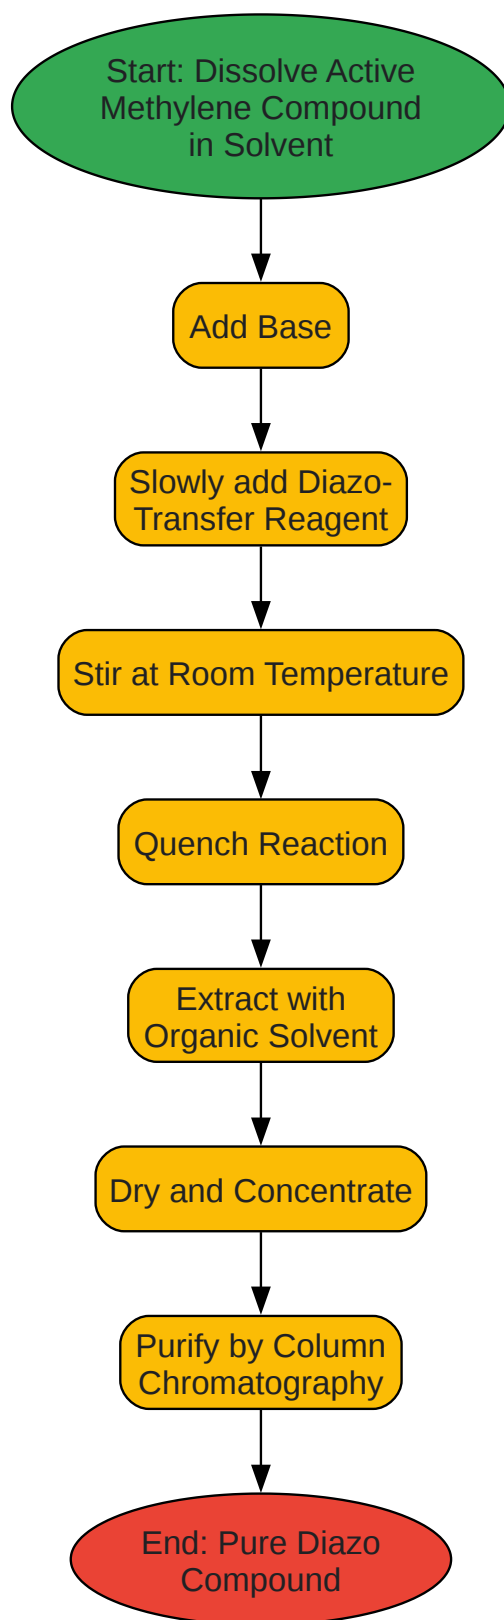 Start: Dissolve Active
Methylene Compound
in Solvent
Add Base
Slowly add Diazo-
Transfer Reagent
Stir at Room Temperature
Quench Reaction
Extract with
Organic Solvent
Dry and Concentrate
Purify by Column
Chromatography
End: Pure Diazo
Compound